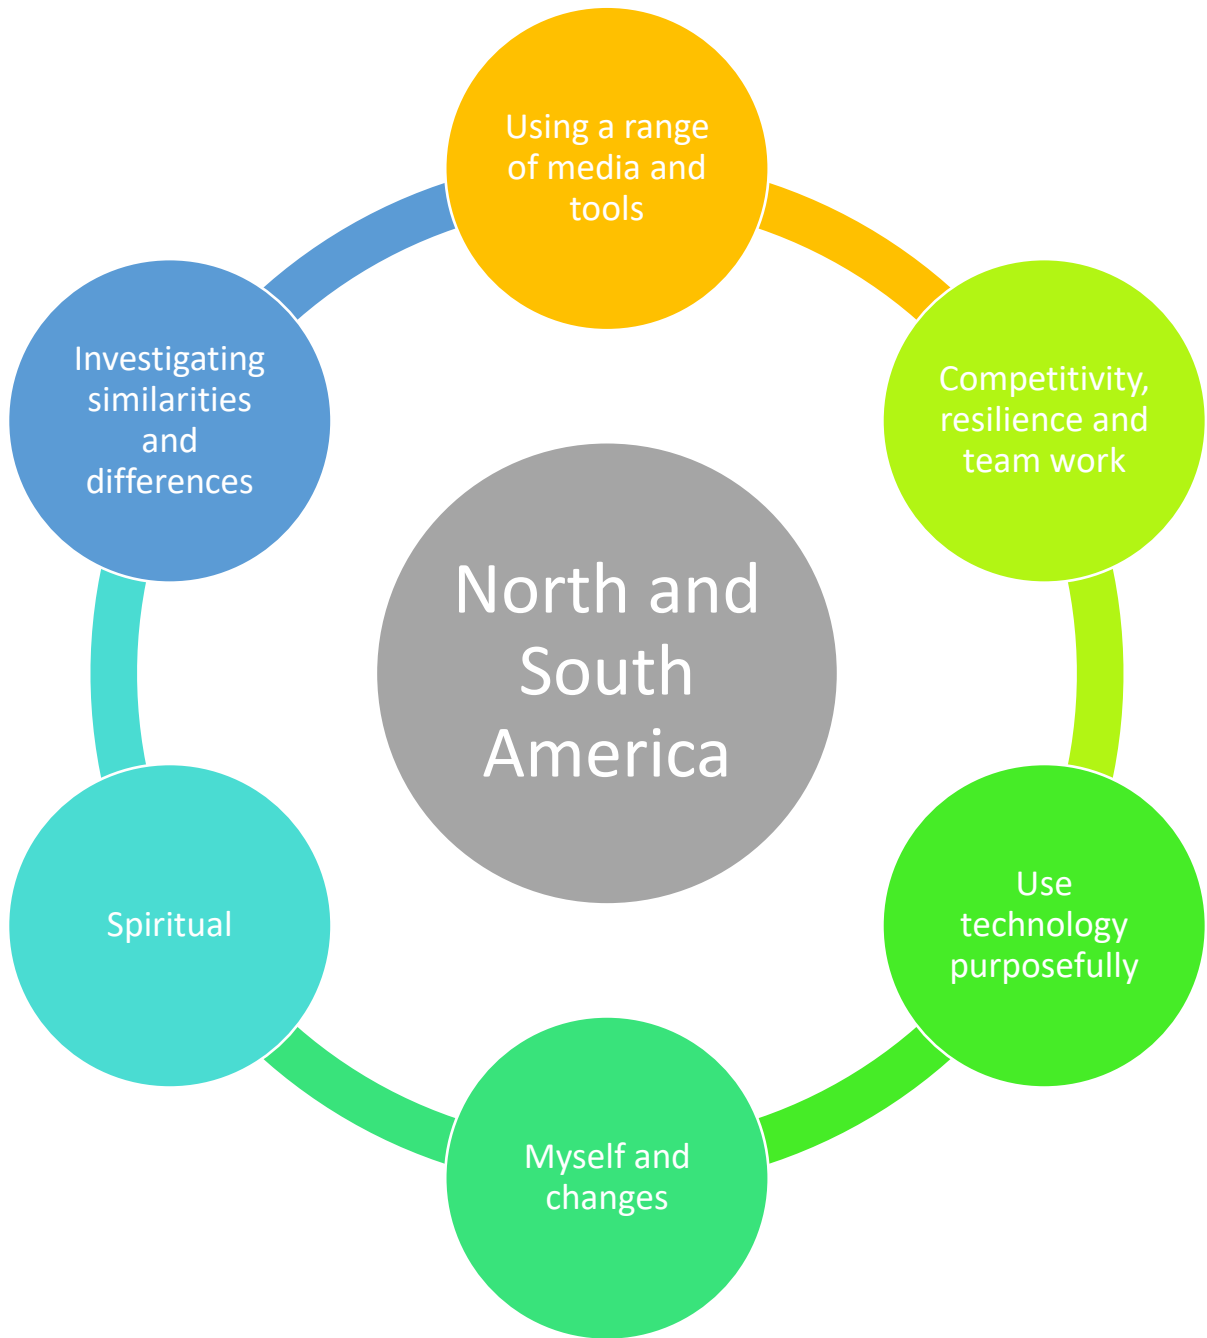 Using a range
of media and
tools
Competitivity,
resilience and
team work
Use
technology
purposefully
Myself and
changes
Spiritual
Investigating
similarities
and
differences
North and
South
America